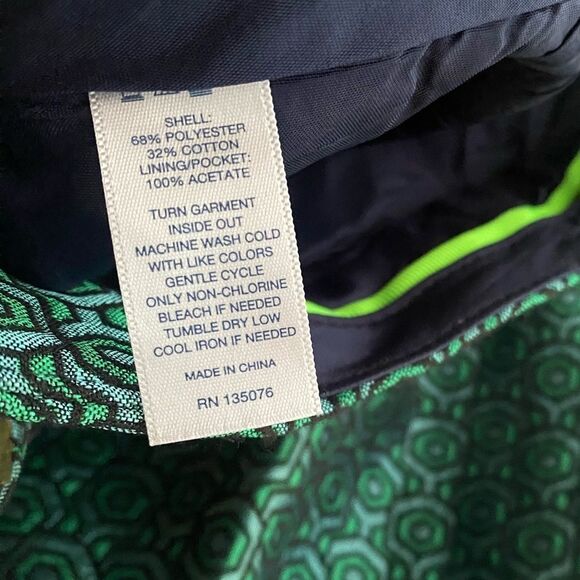 SHELL:
68% POLYESTER
32% COTTON
LINING/POCKET:
100% ACETATE
TURN GARMENT
INSIDE OUT
MACHINE WASH COLD
WITH LIKE COLORS
GENTLE CYCLE
ONLY NON-CHLORINE
BLEACH IF NEEDED
TUMBLE DRY LOW
COOL IRON IF NEEDED
MADE IN CHINA
RN 135076